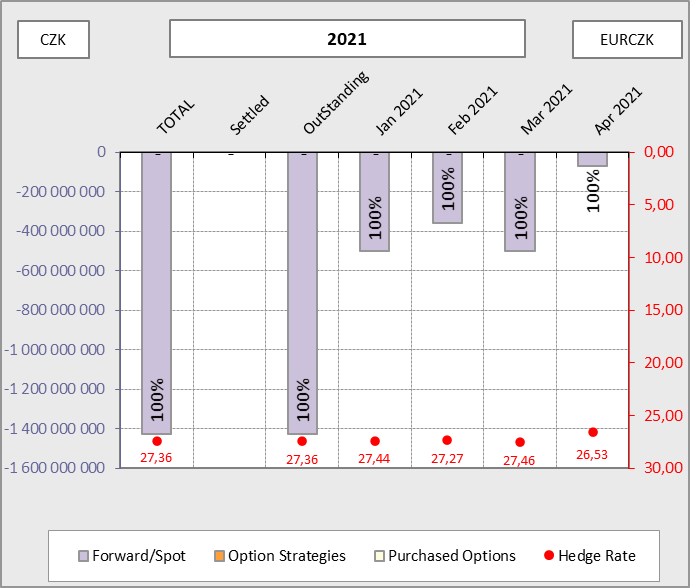 CZK
2021
EURCZK
TOTAL
Settled
OutStanding
Jan 2021
Feb 2021
Mar 2021
Apr 2021
0
-200 000 000
-400 000 000
-600 000 000
-800 000 000
-1 000 000 000
-1 200 000 000
-1 400 000 000
-1 600 000 000
0,00
5,00
10,00
15,00
20,00
25,00
30,00
- - - - - -
100%
100%
100%
100%
100%
100%
27,36
27,36
27,44
27,27
27,46
26,53
Forward/Spot Option Strategies Purchased Options Hedge Rate